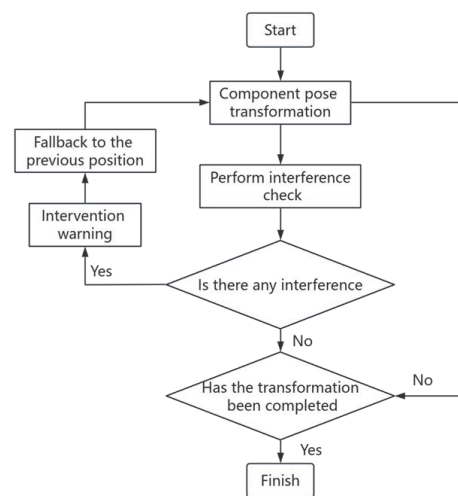 Start
Component pose
transformation
Fallback to the
previous position
Perform interference
check
Intervention
warning
Yes
Is there any interference
No
Has the transformation
been completed
No
Yes
Finish